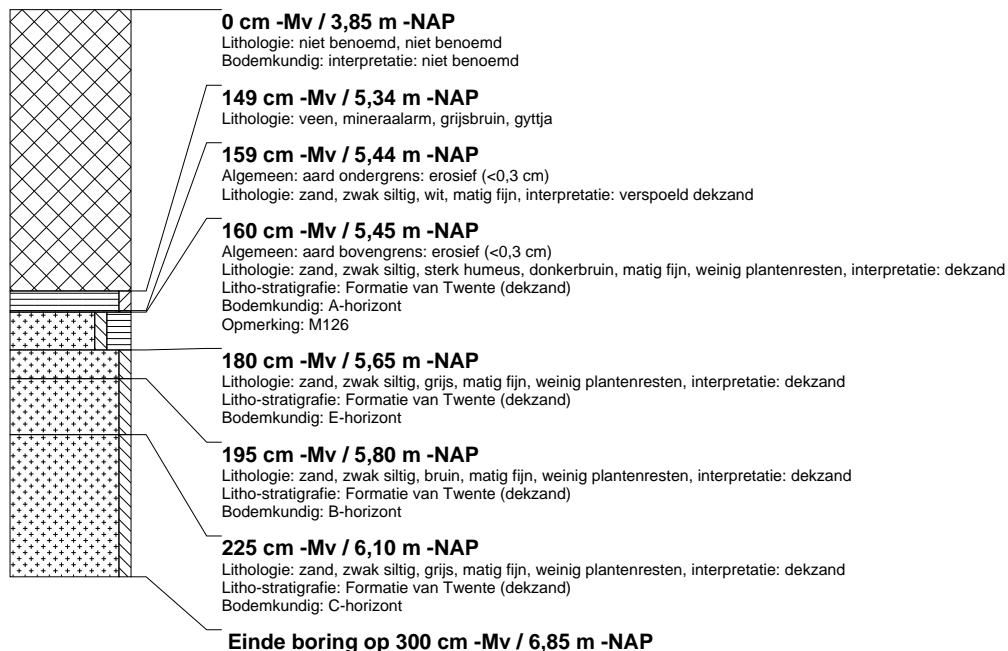 0 cm -Mv / 3,85 m -NAP
Lithologie: niet benoemd, niet benoemd
Bodemkundig: interpretatie: niet benoemd
149 cm -Mv / 5,34 m -NAP
Lithologie: veen, mineraalarm, grijsbruin, gyttja
159 cm -Mv / 5,44 m -NAP
Algemeen: aard ondergrens: erosief (<0,3 cm)
Lithologie: zand, zwak siltig, wit, matig fijn, interpretatie: verspoeld dekzand
160 cm -Mv / 5,45 m -NAP
Algemeen: aard bovengrens: erosief (<0,3 cm)
Lithologie: zand, zwak siltig, sterk humeus, donkerbruin, matig fijn, weinig plantenresten, interpretatie: dekzand
Litho-stratigrafie: Formatie van Twente (dekzand)
Bodemkundig: A-horizont
Opmerking: M126
180 cm -Mv / 5,65 m -NAP
Lithologie: zand, zwak siltig, grijs, matig fijn, weinig plantenresten, interpretatie: dekzand
Litho-stratigrafie: Formatie van Twente (dekzand)
Bodemkundig: E-horizont
195 cm -Mv / 5,80 m -NAP
Lithologie: zand, zwak siltig, bruin, matig fijn, weinig plantenresten, interpretatie: dekzand
Litho-stratigrafie: Formatie van Twente (dekzand)
Bodemkundig: B-horizont
225 cm -Mv / 6,10 m -NAP
Lithologie: zand, zwak siltig, grijs, matig fijn, weinig plantenresten, interpretatie: dekzand
Litho-stratigrafie: Formatie van Twente (dekzand)
Bodemkundig: C-horizont
Einde boring op 300 cm -Mv / 6,85 m -NAP